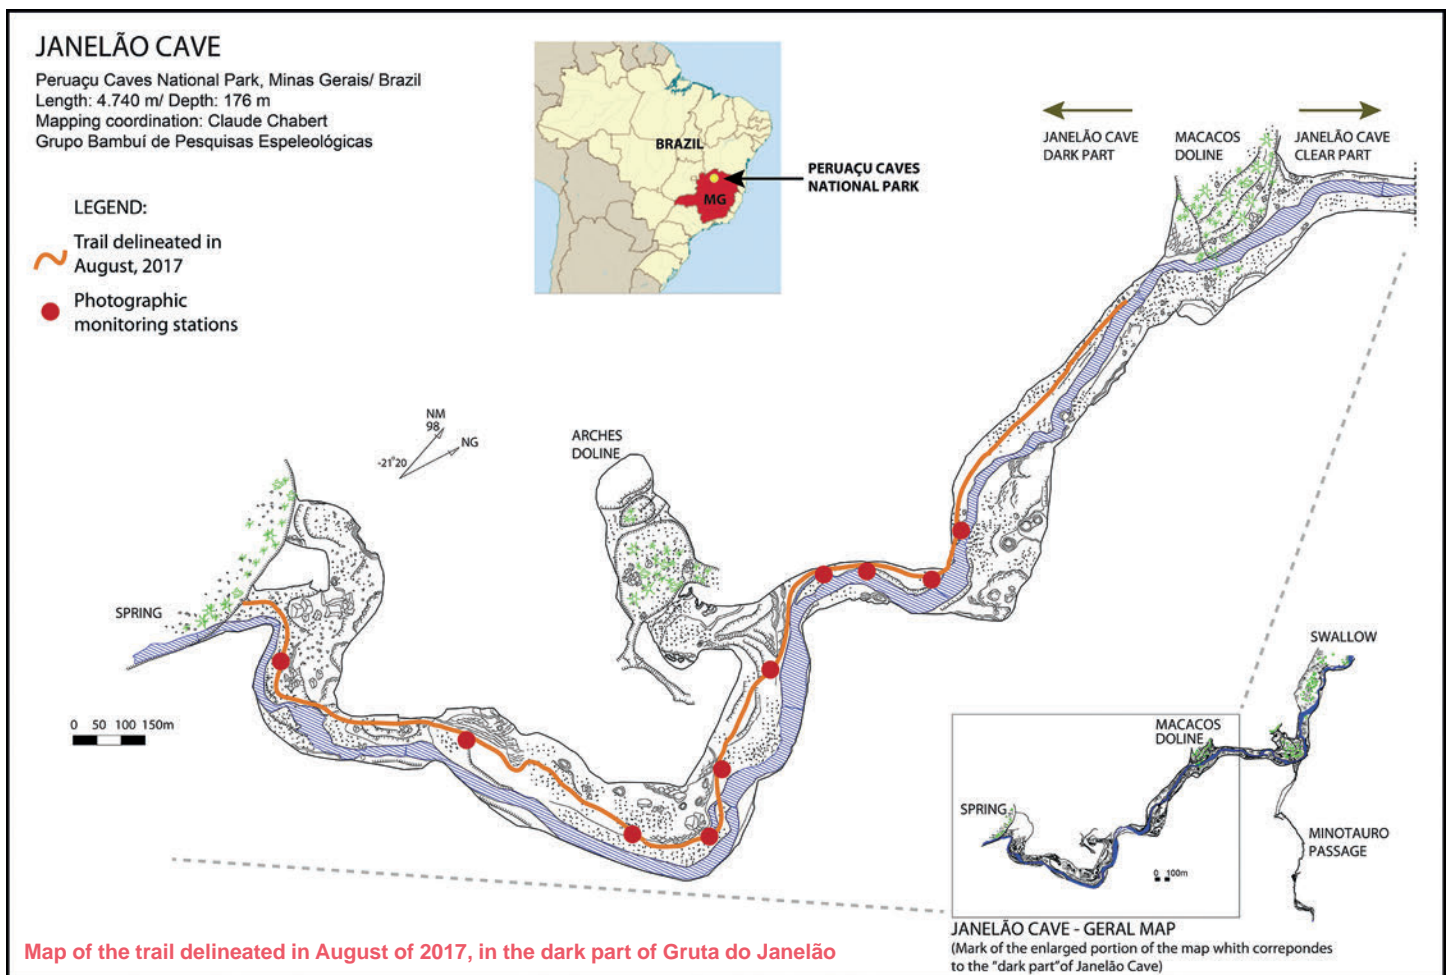 JANELÃO CAVE
Peruaçu Caves National Park, Minas Gerais/ Brazil
Length: 4.740 m/ Depth: 176 m
Mapping coordination: Claude Chabert
Grupo Bambuí de Pesquisas Espeleológicas
LEGEND:
Trail delineated in
August, 2017
Photographic
monitoring stations
BRAZIL
MG
PERUAÇU CAVES
NATIONAL PARK
JANELÃO CAVE
DARK PART
MACACOS
DOLINE
JANELÃO CAVE
CLEAR PART
NM
98
NG
-21°20
ARCHES
DOLINE
SPRING
0 50 100 150m
SWALLOW
MACACOS
DOLINE
SPRING
MINOTAURO
PASSAGE
0 100m
JANELÃO CAVE - GERAL MAP
(Mark of the enlarged portion of the map whith correpondes
to the "dark part"of Janelão Cave)
Map of the trail delineated in August of 2017, in the dark part of Gruta do Janelão